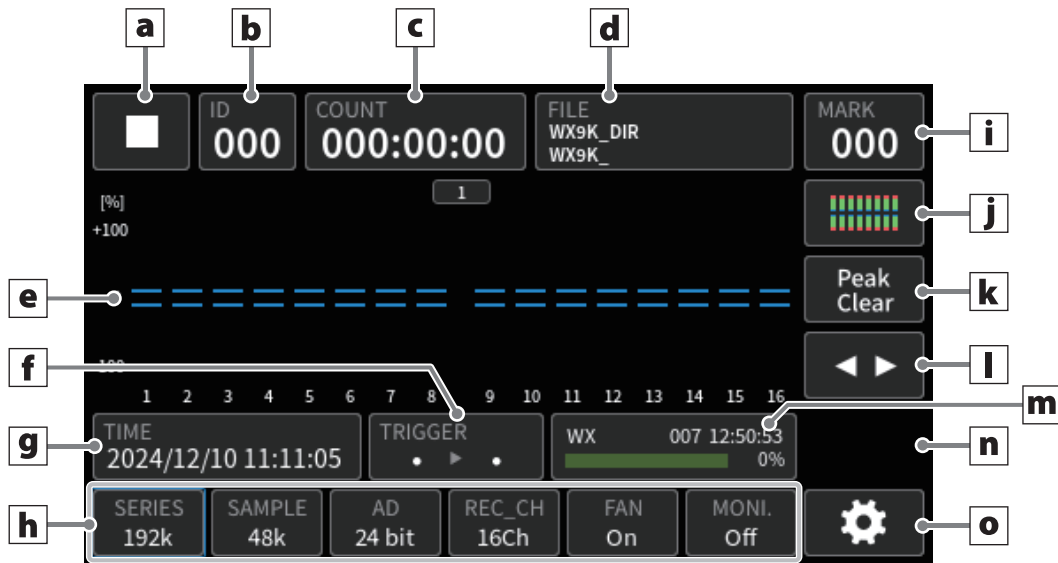 a
b
c
d
ID
000
COUNT
000:00:00
FILE
WX9K_DIR
WX9K_
MARK
000
i
1
[%]
+100
j
e
Peak
Clear
k
f
-100
l
1 2 3 4 5 6 7 8 9 10 11 12 13 14 15 16
m
g
TIME
2024/12/10 11:11:05
TRIGGER
WX 007 12:50:53
0%
n
h
SERIES
192k
SAMPLE
48k
AD
24 bit
REC_CH
16Ch
FAN
On
MONI.
Off
o